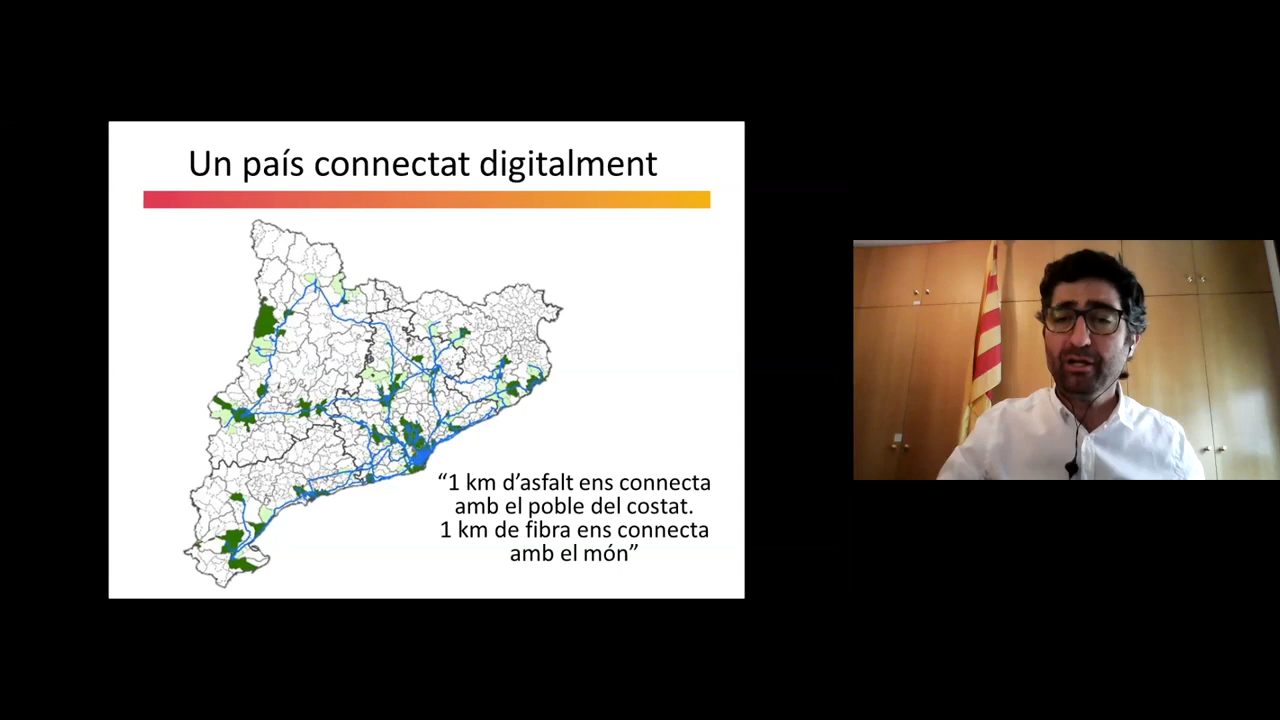 Un país connectat digitalment
“1 km d’asfalt ens connecta
amb el poble del costat.
1 km de fibra ens connecta
amb el món”